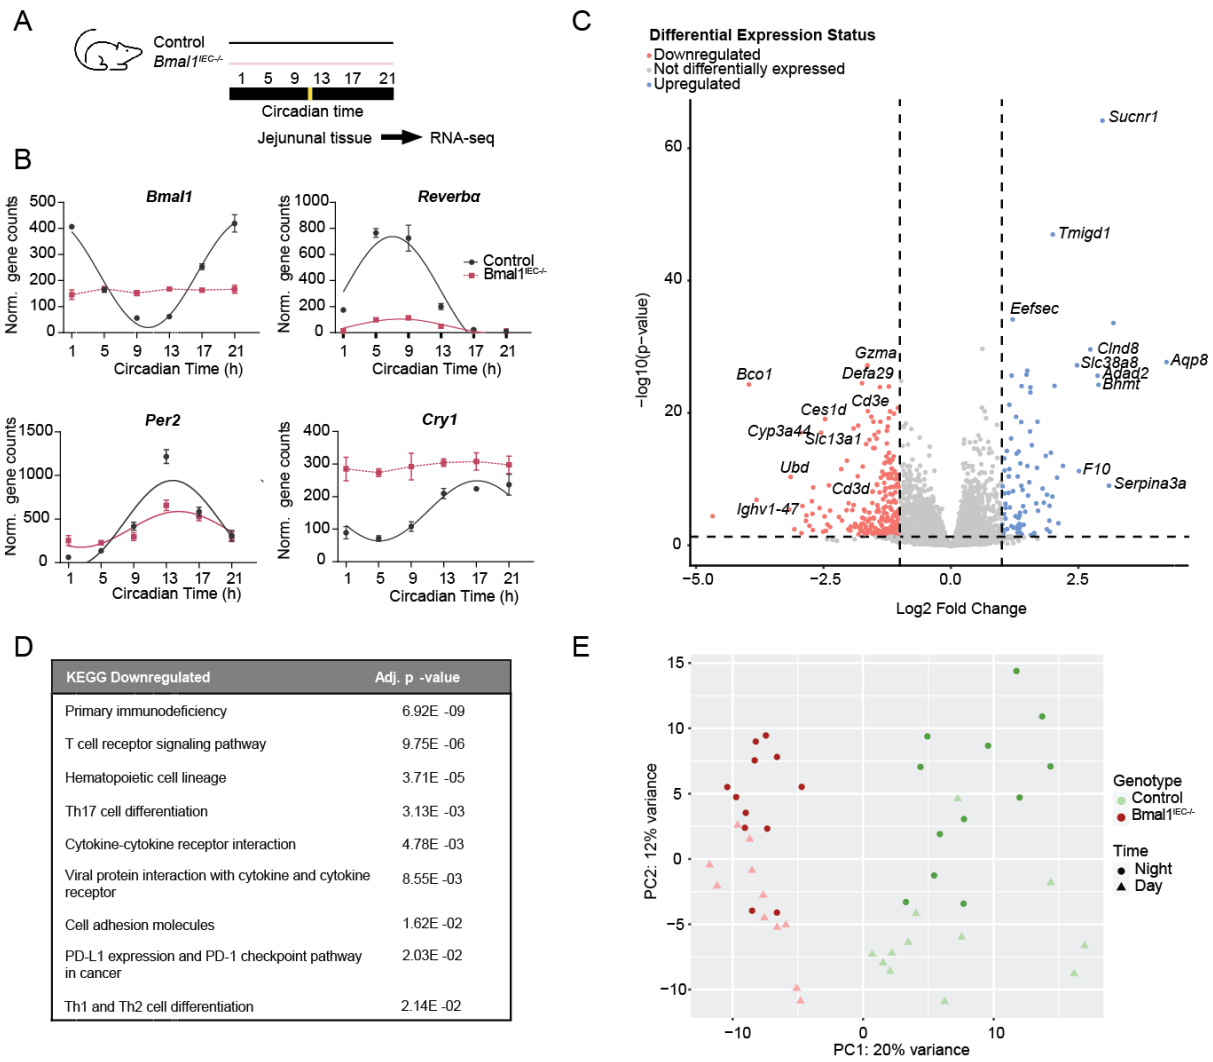 A
Control
Bmal1IEC-/-
1 5 9 13 17 21
Circadian time
Jejununal tissue RNA-seq
B
Bmal1
Norm. gene counts
500
400
300
200
100
0
1 5 9 13 17 21
Circadian Time (h)
Reverbα
Norm. gene counts
1000
800
600
400
200
0
Control
Bmal1IEC-/-
1 5 9 13 17 21
Circadian Time (h)
Per2
Norm. gene counts
1500
1000
500
0
1 5 9 13 17 21
Circadian Time (h)
Cry1
Norm. gene counts
400
300
200
100
0
1 5 9 13 17 21
Circadian Time (h)
C
Differential Expression Status
Downregulated
Not differentially expressed
Upregulated
−log10(p−value)
60
40
20
0
Sucnr1
Tmigd1
Eefsec
Clnd8
Slc38a8
Aqp8
Adad2
Bhmt
F10
Serpina3a
Gzma
Defa29
Bco1
Cd3e
Ces1d
Cyp3a44
Slc13a1
Ubd
Cd3d
Ighv1-47
−5.0 −2.5 0.0 2.5
Log2 Fold Change
D
KEGG Downregulated Adj. p -value
Primary immunodeficiency 6.92E -09
T cell receptor signaling pathway 9.75E -06
Hematopoietic cell lineage 3.71E -05
Th17 cell differentiation 3.13E -03
Cytokine-cytokine receptor interaction 4.78E -03
Viral protein interaction with cytokine and cytokine 8.55E -03
receptor
Cell adhesion molecules 1.62E -02
PD-L1 expression and PD-1 checkpoint pathway 2.03E -02
in cancer
Th1 and Th2 cell differentiation 2.14E -02
E
PC2: 12% variance
15
10
5
0
−5
−10
−10 0 10
PC1: 20% variance
Genotype
Control
Bmal1IEC-/-
Time
Night
Day